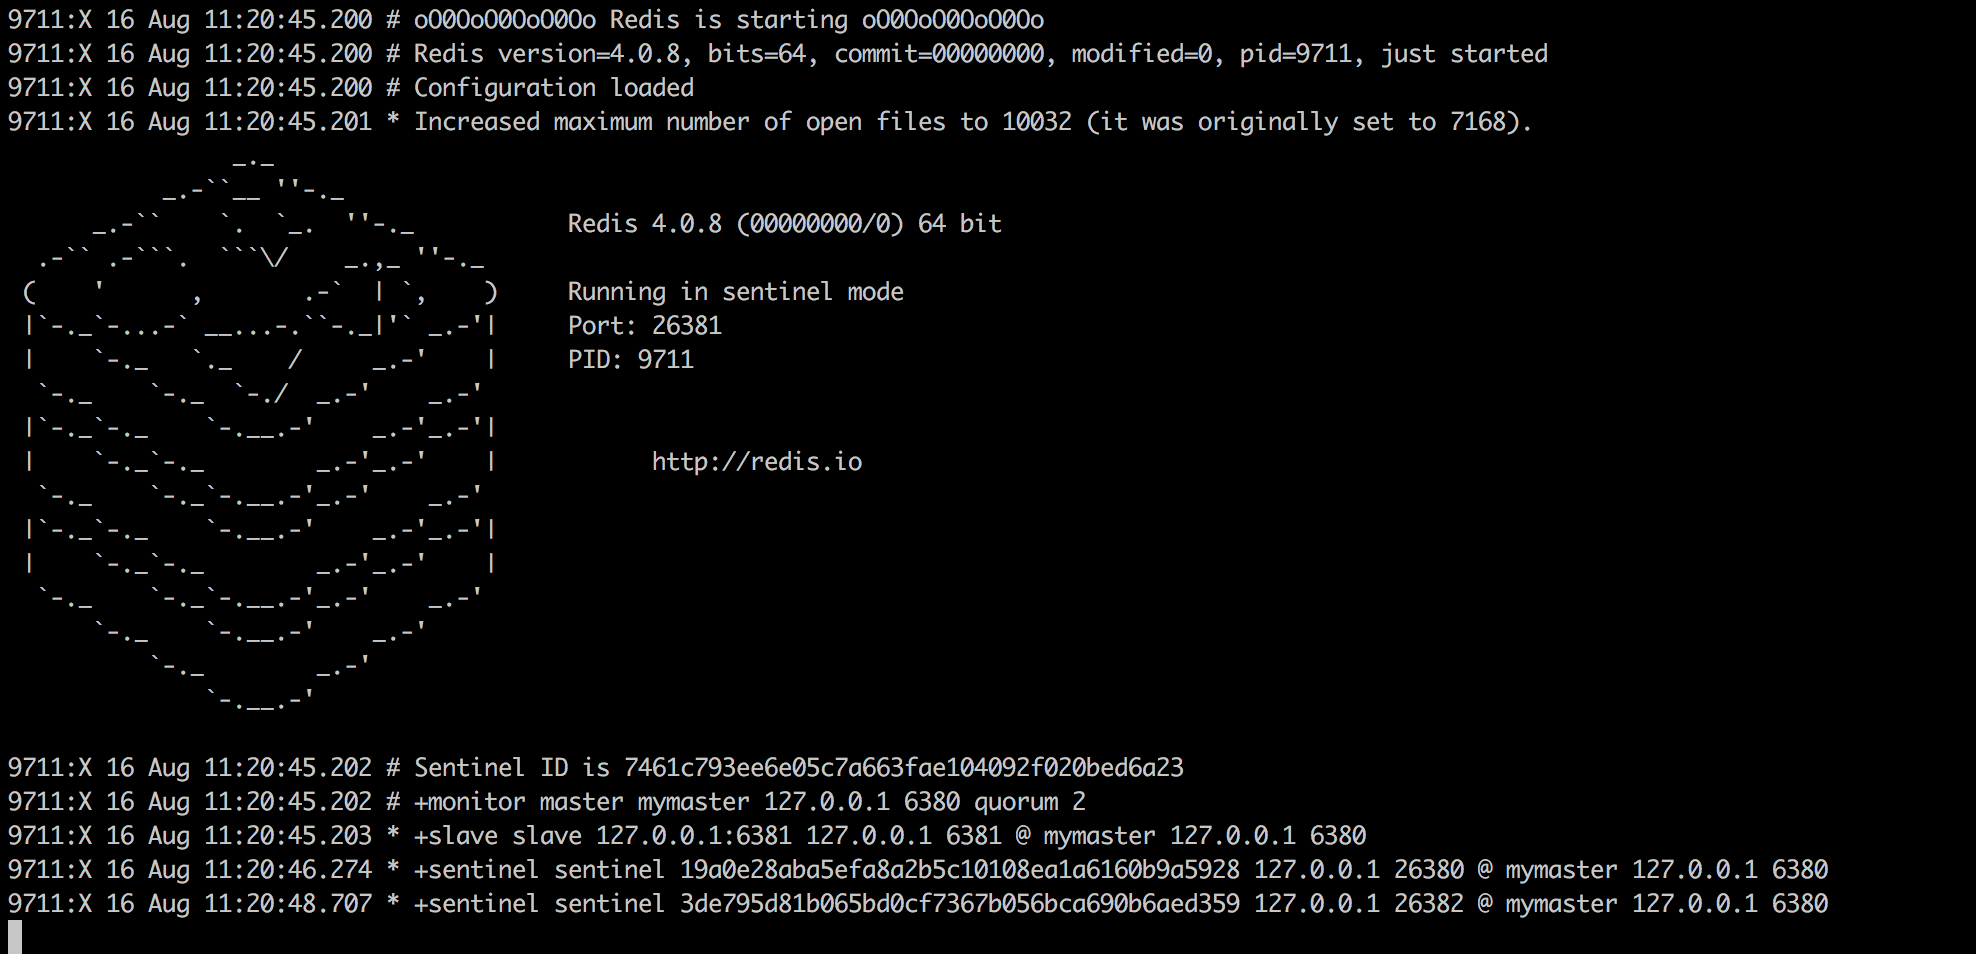 9711:X 16 Aug 11:20:45.200 # oO0OoO0OoO0Oo Redis is starting oO0OoO0OoO0Oo
9711:X 16 Aug 11:20:45.200 # Redis version=4.0.8, bits=64, commit=00000000, modified=0, pid=9711, just started
9711:X 16 Aug 11:20:45.200 # Configuration loaded
9711:X 16 Aug 11:20:45.201 * Increased maximum number of open files to 10032 (it was originally set to 7168).
Redis 4.0.8 (00000000/0) 64 bit
Running in sentinel mode
Port: 26381
PID: 9711
http://redis.io
9711:X 16 Aug 11:20:45.202 # Sentinel ID is 7461c793ee6e05c7a663fae104092f020bed6a23
9711:X 16 Aug 11:20:45.202 # +monitor master mymaster 127.0.0.1 6380 quorum 2
9711:X 16 Aug 11:20:45.203 * +slave slave 127.0.0.1:6381 127.0.0.1 6381 @ mymaster 127.0.0.1 6380
9711:X 16 Aug 11:20:46.274 * +sentinel sentinel 19a0e28aba5efa8a2b5c10108ea1a6160b9a5928 127.0.0.1 26380 @ mymaster 127.0.0.1 6380
9711:X 16 Aug 11:20:48.707 * +sentinel sentinel 3de795d81b065bd0cf7367b056bca690b6aed359 127.0.0.1 26382 @ mymaster 127.0.0.1 6380